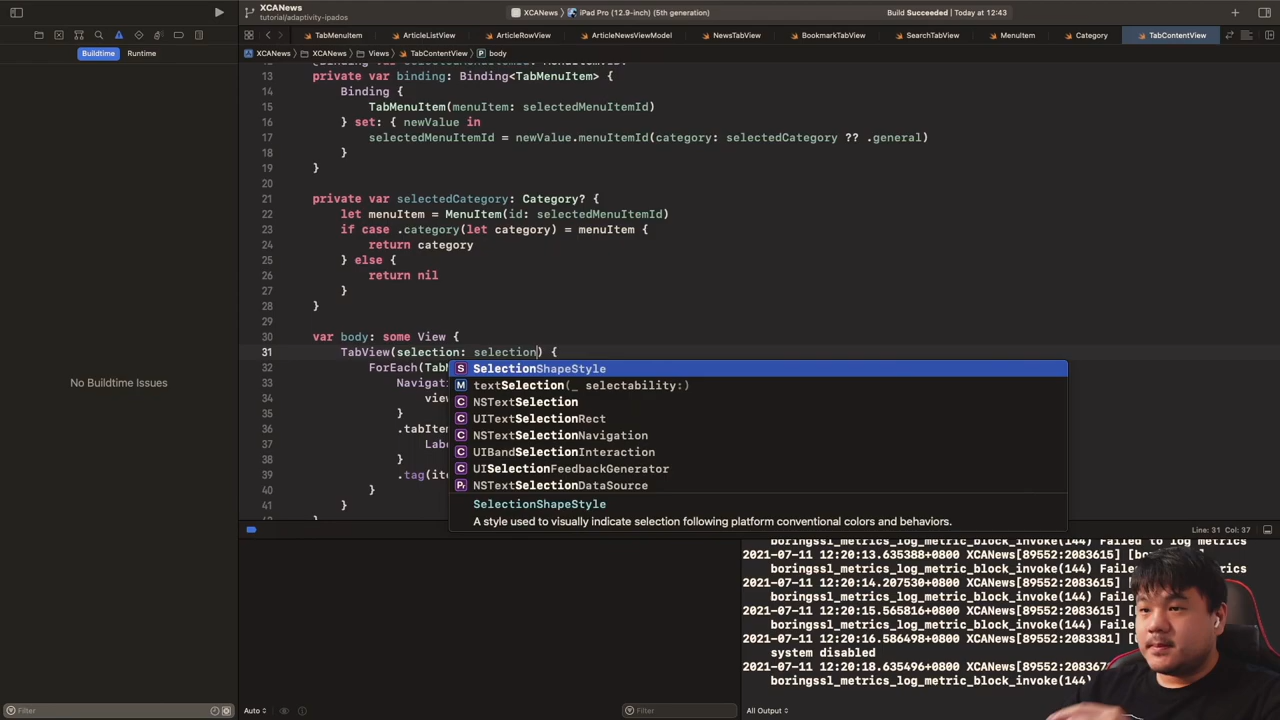 XCANews
tutorial/adaptivity-ipados
XCANews
iPad Pro (12.9-inch) (5th generation)
Build Succeeded | Today at 12:43
TabMenuItem
ArticleListView
ArticleRowView
ArticleNewsViewModel
NewsTabView
BookmarkTabView
SearchTabView
MenuItem
Category
TabContentView
Buildtime
Runtime
XCANews
XCANews
Views
TabContentView
body
13 private var binding: Binding<TabMenuItem> {
14 Binding {
15 TabMenuItem(menuItem: selectedMenuItemId)
16 } set: { newValue in
17 selectedMenuItemId = newValue.menuItemId(category: selectedCategory ?? .general)
18 }
19 }
20
21 private var selectedCategory: Category? {
22 let menuItem = MenuItem(id: selectedMenuItemId)
23 if case .category(let category) = menuItem {
24 return category
25 } else {
26 return nil
27 }
28 }
29
30 var body: some View {
31 TabView(selection: selection) {
32 ForEach(Tab
33 Navigati
34 view
35 }
36 .tabItem
37 Labe
38 }
39 .tag(ite
40 }
41 }
SelectionShapeStyle
textSelection(_ selectability:)
NSTextSelection
UITextSelectionRect
NSTextSelectionNavigation
UIBandSelectionInteraction
UISelectionFeedbackGenerator
NSTextSelectionDataSource
SelectionShapeStyle
A style used to visually indicate selection following platform conventional colors and behaviors.
No Buildtime Issues
Line: 31 Col: 37
boringssl_metrics_log_metric_block_invoke(144) Failed to log metrics
2021-07-11 12:20:13.635388+0800 XCANews[89552:2083615]
boringssl_metrics_log_metric_block_invoke(144) Failed
2021-07-11 12:20:14.207530+0800 XCANews[89552:2083615]
boringssl_metrics_log_metric_block_invoke(144) Failed
2021-07-11 12:20:15.565816+0800 XCANews[89552:2083615]
boringssl_metrics_log_metric_block_invoke(144)
2021-07-11 12:20:16.586498+0800 XCANews[89552:2083381]
system disabled
2021-07-11 12:20:18.635496+0800 XCANews[89552:208367
boringssl_metrics_log_metric_block_invoke(144)
Filter
Auto
Filter
All Output